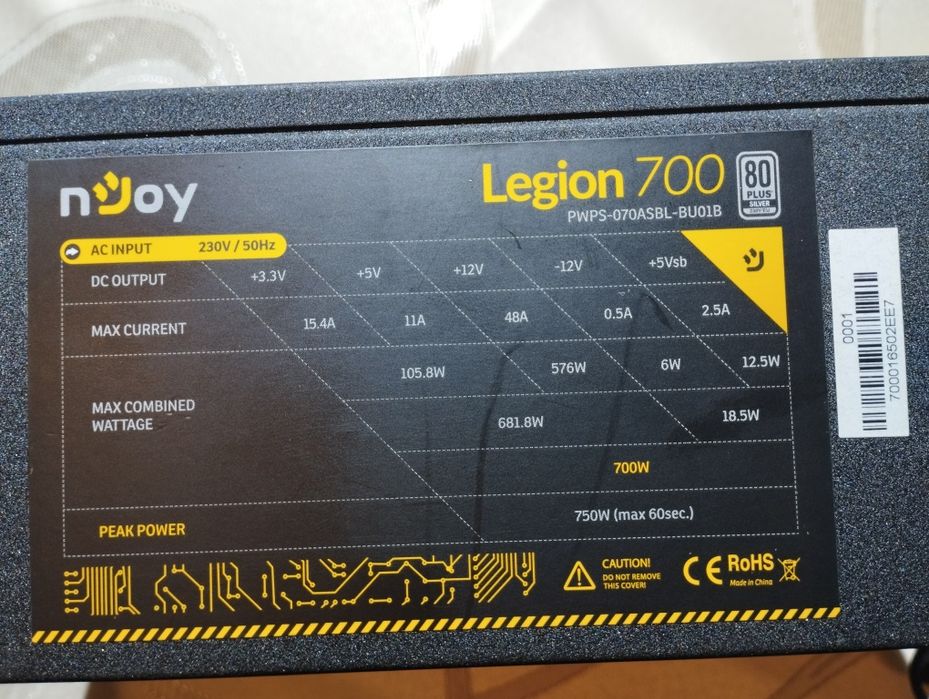 nJoy
Legion 700
PWPS-070ASBL-BU01B
80
PLUS
SILVER
230V EU
AC INPUT 230V / 50Hz
DC OUTPUT +3.3V +5V +12V -12V +5Vsb
MAX CURRENT 15.4A 11A 48A 0.5A 2.5A
105.8W 576W 6W 12.5W
MAX COMBINED
WATTAGE
681.8W 18.5W
700W
PEAK POWER 750W (max 60sec.)
CAUTION!
DO NOT REMOVE
THIS COVER!
CE RoHS
Made in China
0001
700016502EE7